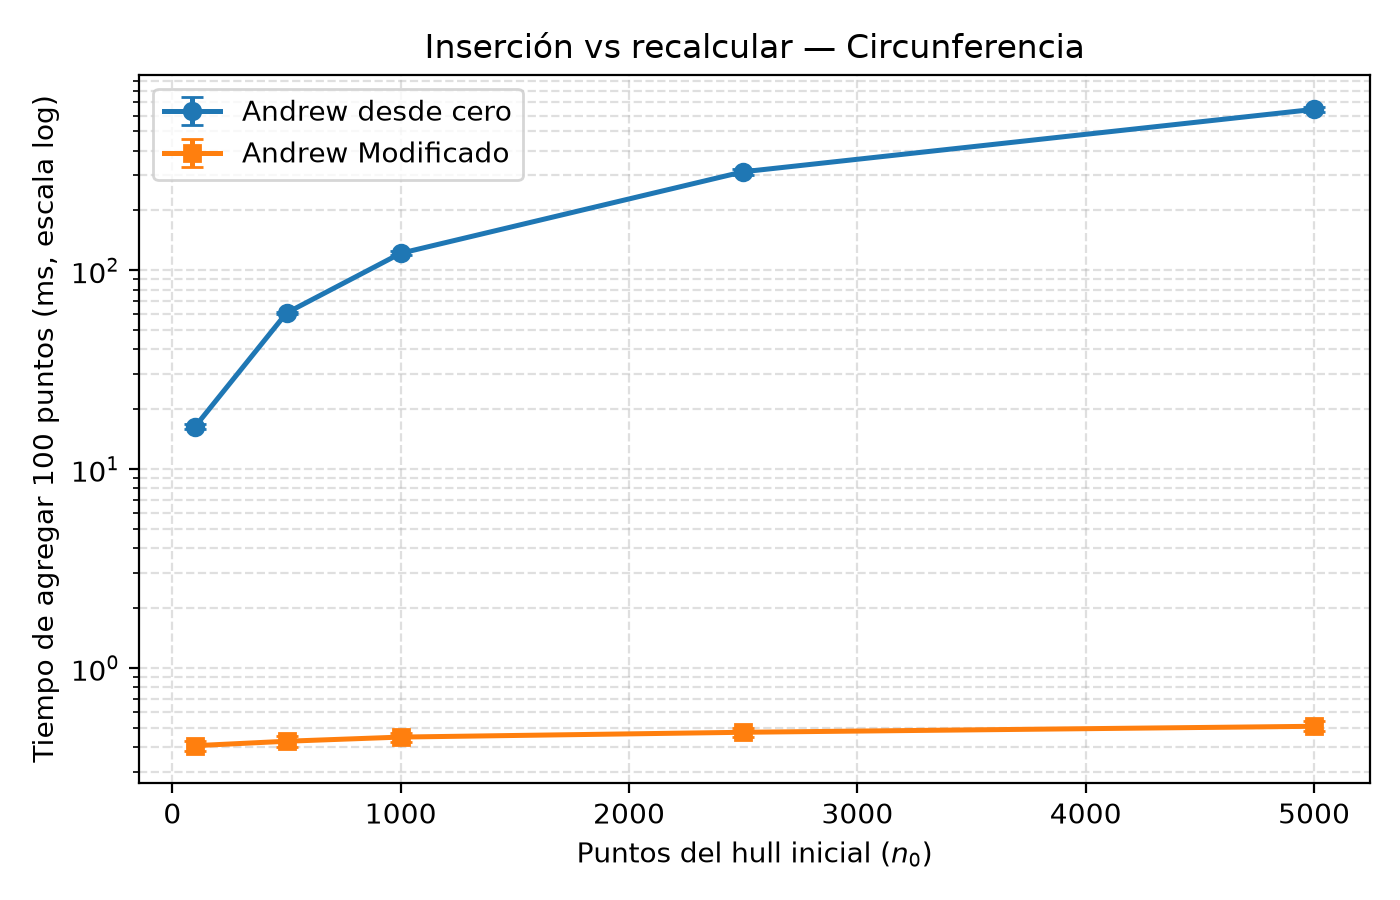 Inserción vs recalcular — Circunferencia
Andrew desde cero
Andrew Modificado
Tiempo de agregar 100 puntos (ms, escala log)
10²
10¹
10⁰
0 1000 2000 3000 4000 5000
Puntos del hull inicial (n₀)